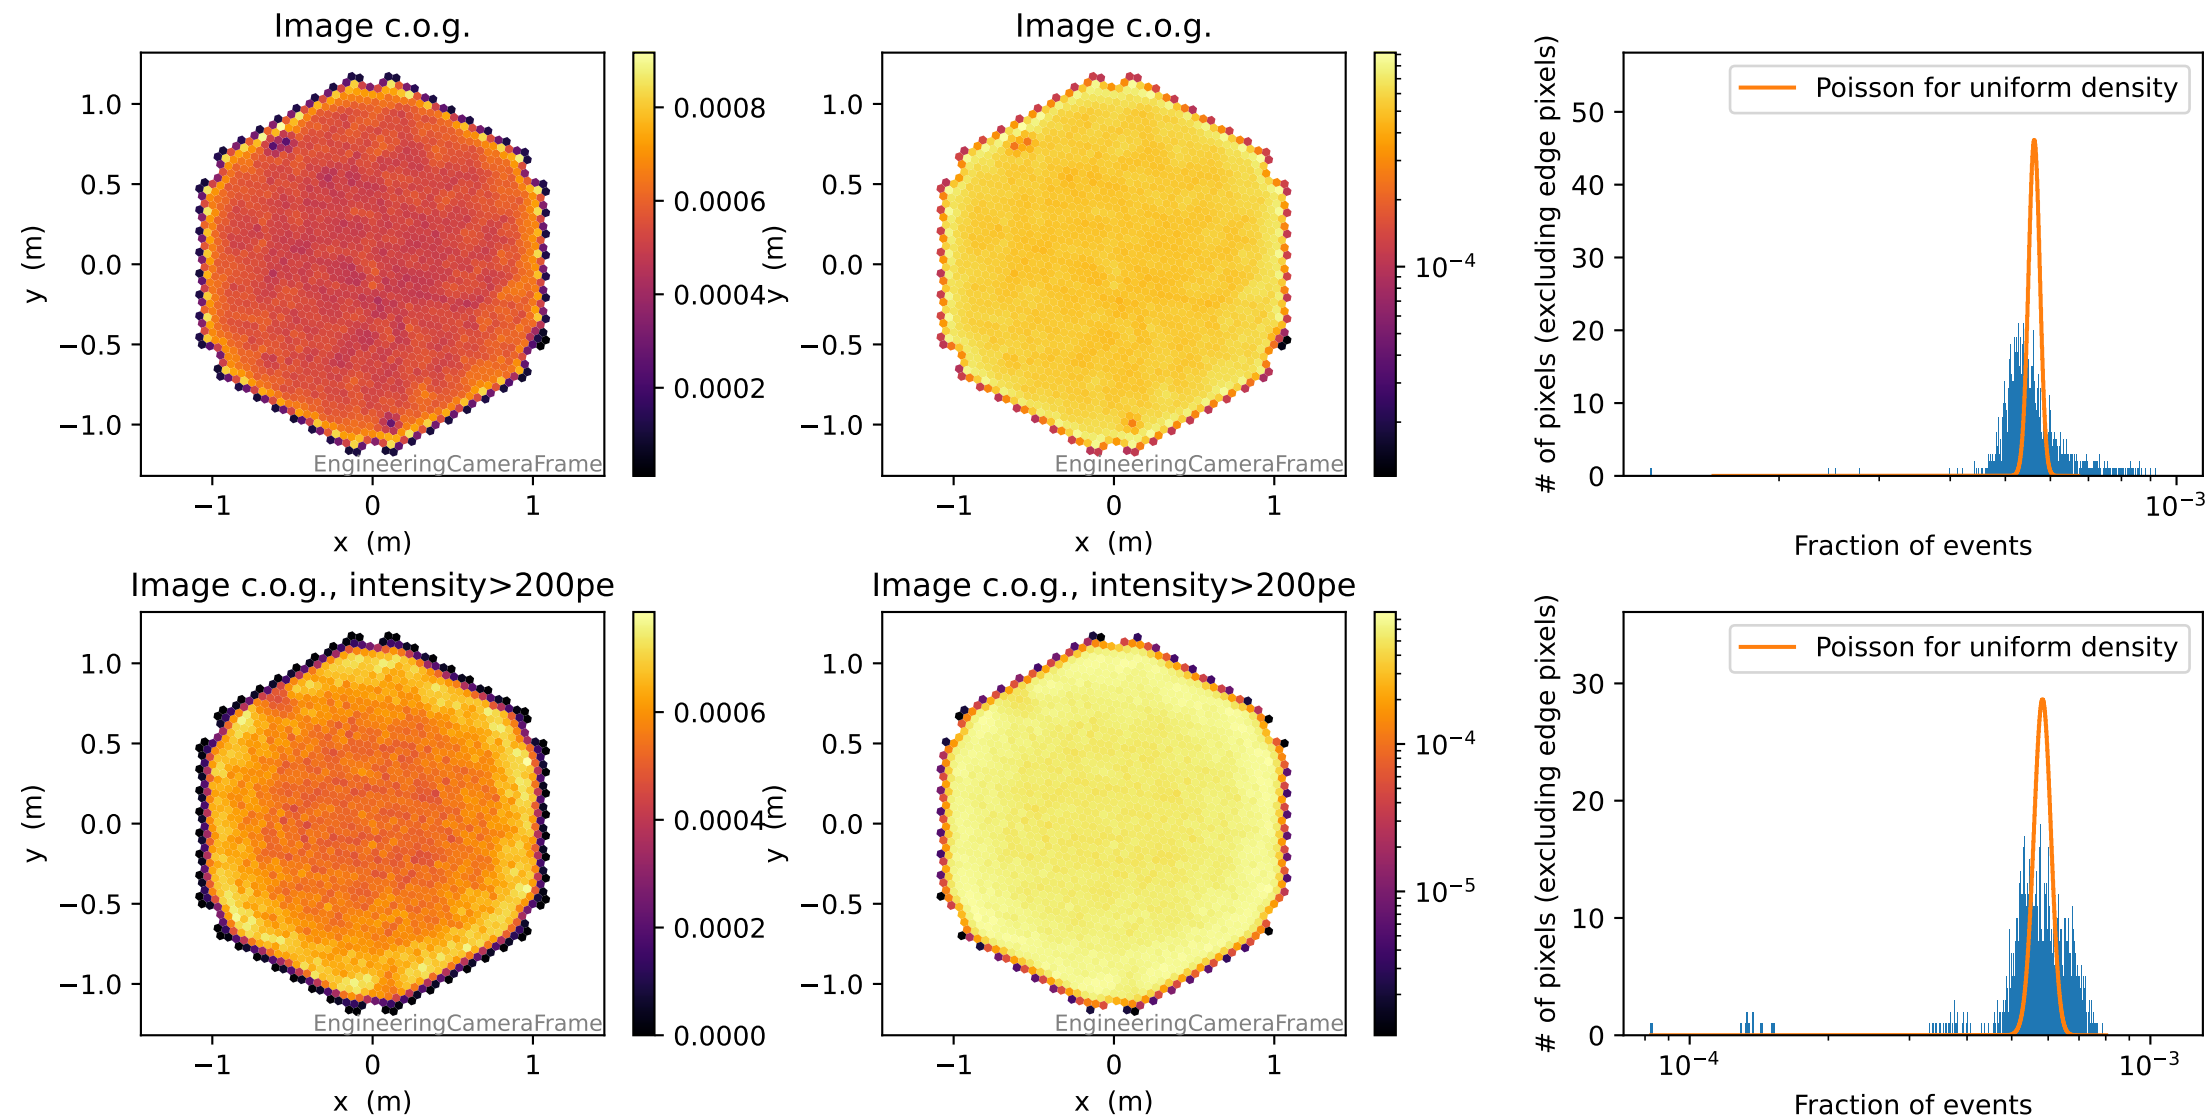 Image c.o.g.
y (m)
1.0
0.5
0.0
−0.5
−1.0
−1
0
1
x (m)
EngineeringCameraFrame
0.0008
0.0006
0.0004
0.0002
Image c.o.g.
y (m)
1.0
0.5
0.0
−0.5
−1.0
−1
0
1
x (m)
EngineeringCameraFrame
10⁻⁴
# of pixels (excluding edge pixels)
50
40
30
20
10
0
Poisson for uniform density
10⁻³
Fraction of events
Image c.o.g., intensity>200pe
y (m)
1.0
0.5
0.0
−0.5
−1.0
−1
0
1
x (m)
EngineeringCameraFrame
0.0006
0.0004
0.0002
0.0000
Image c.o.g., intensity>200pe
y (m)
1.0
0.5
0.0
−0.5
−1.0
−1
0
1
x (m)
EngineeringCameraFrame
10⁻⁴
10⁻⁵
# of pixels (excluding edge pixels)
30
20
10
0
Poisson for uniform density
10⁻⁴
10⁻³
Fraction of events